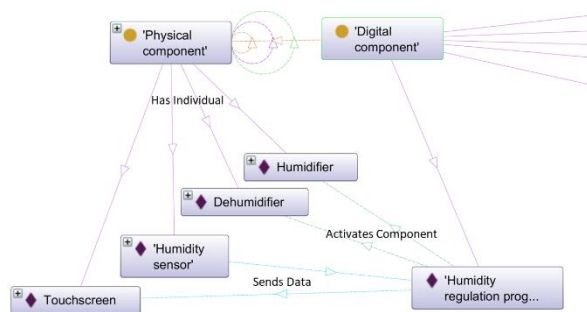 'Physical
component'
'Digital
component'
Has Individual
Humidifier
Dehumidifier
Activates Component
'Humidity
sensor'
Sends Data
'Humidity
regulation prog...
Touchscreen